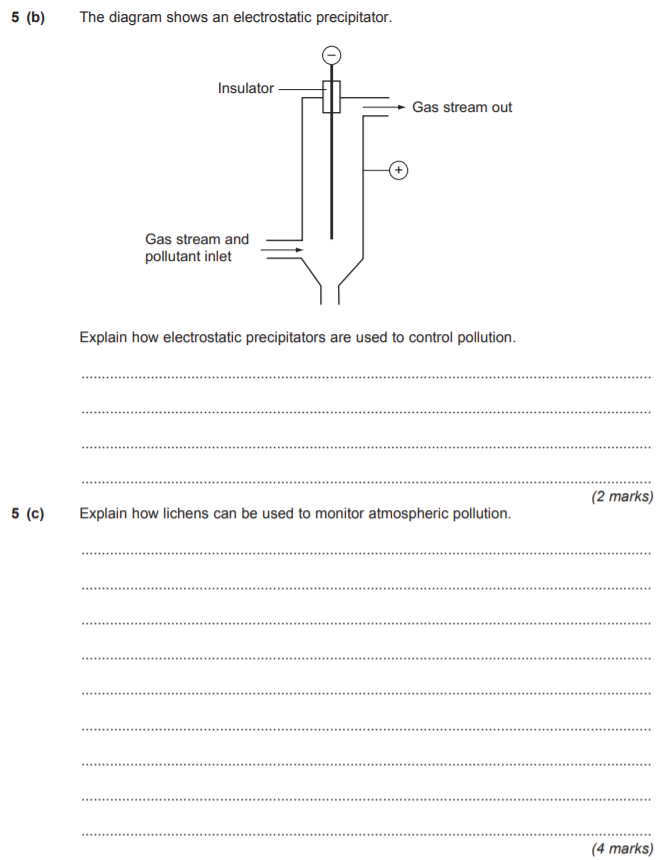 5 (b) The diagram shows an electrostatic precipitator.
−
Insulator
Gas stream out
+
Gas stream and
pollutant inlet
Explain how electrostatic precipitators are used to control pollution.
(2 marks)
5 (c) Explain how lichens can be used to monitor atmospheric pollution.
(4 marks)